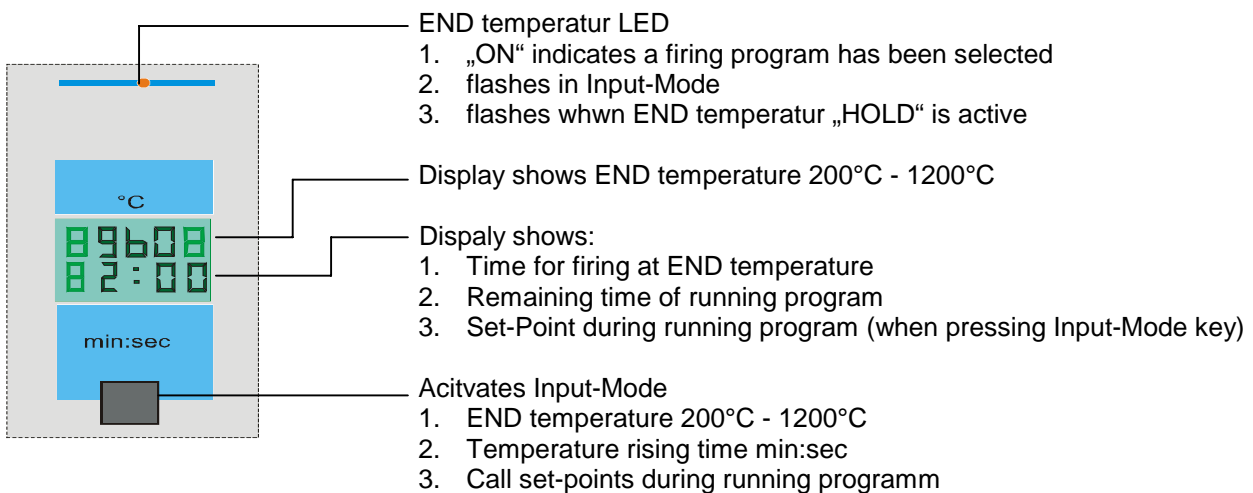 END temperatur LED
1. „ON“ indicates a firing program has been selected
2. flashes in Input-Mode
3. flashes whwn END temperatur „HOLD“ is active
Display shows END temperature 200°C - 1200°C
°C
960
2:00
Dispaly shows:
1. Time for firing at END temperature
2. Remaining time of running program
3. Set-Point during running program (when pressing Input-Mode key)
min:sec
Acitvates Input-Mode
1. END temperature 200°C - 1200°C
2. Temperature rising time min:sec
3. Call set-points during running programm